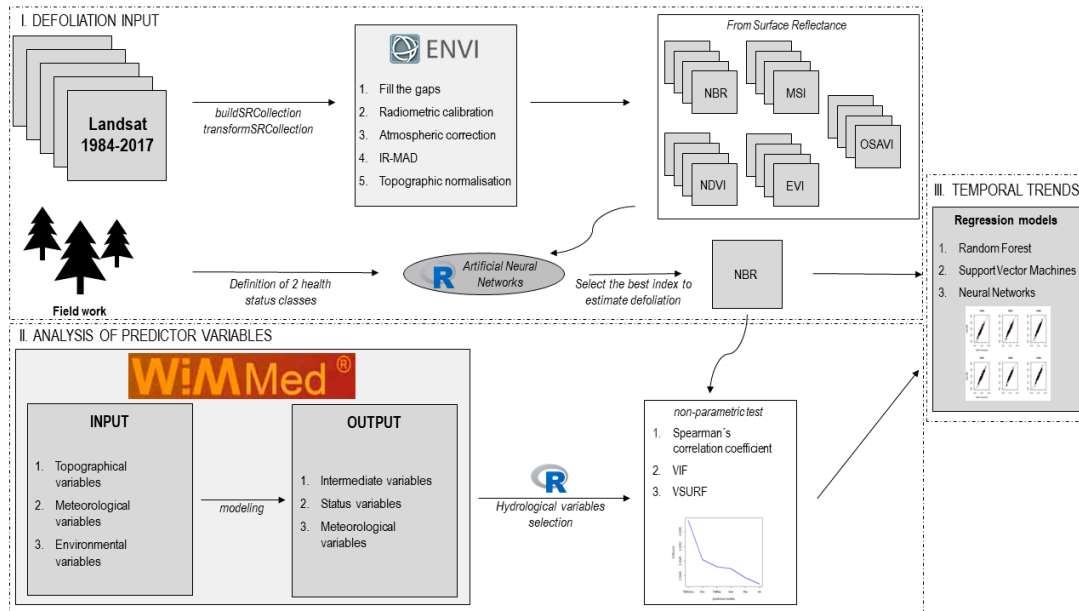 I. DEFOLIATION INPUT
Landsat
1984-2017
buildSRCollection
transformSRCollection
ENVI
1. Fill the gaps
2. Radiometric calibration
3. Atmospheric correction
4. IR-MAD
5. Topographic normalisation
From Surface Reflectance
NBR
MSI
OSAVI
NDVI
EVI
Field work
Definition of 2 health
status classes
R
Artificial Neural
Networks
Select the best index to
estimate defoliation
NBR
II. ANALYSIS OF PREDICTOR VARIABLES
WiMMed®
INPUT
1. Topographical
variables
2. Meteorological
variables
3. Environmental
variables
modeling
OUTPUT
1. Intermediate variables
2. Status variables
3. Meteorological
variables
R
Hydrological variables
selection
non-parametric test
1. Spearman´s
correlation coefficient
2. VIF
3. VSURF
III. TEMPORAL TRENDS
Regression models
1. Random Forest
2. Support Vector Machines
3. Neural Networks